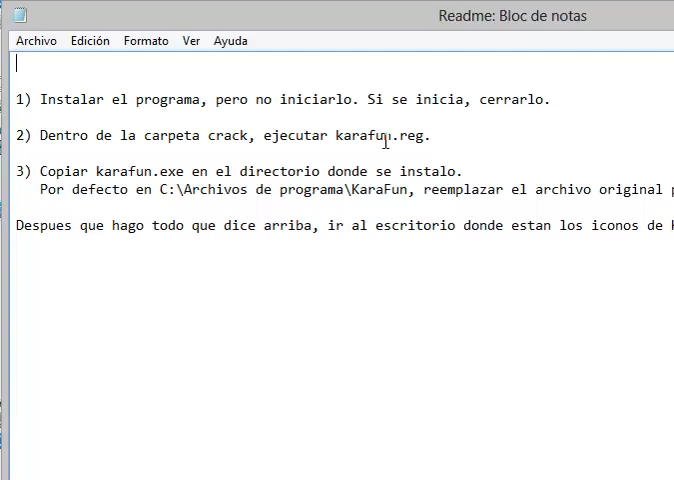 Readme: Bloc de notas
Archivo Edición Formato Ver Ayuda
1) Instalar el programa, pero no iniciarlo. Si se inicia, cerrarlo.
2) Dentro de la carpeta crack, ejecutar karafun.reg.
3) Copiar karafun.exe en el directorio donde se instalo.
Por defecto en C:\Archivos de programa\KaraFun, reemplazar el archivo original
Despues que hago todo que dice arriba, ir al escritorio donde estan los iconos de